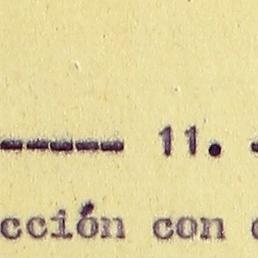 ----- 11. -
cción con